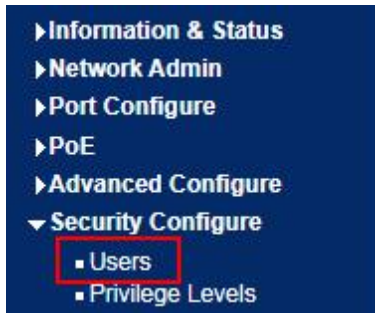 Information & Status
Network Admin
Port Configure
PoE
Advanced Configure
Security Configure
Users
Privilege Levels